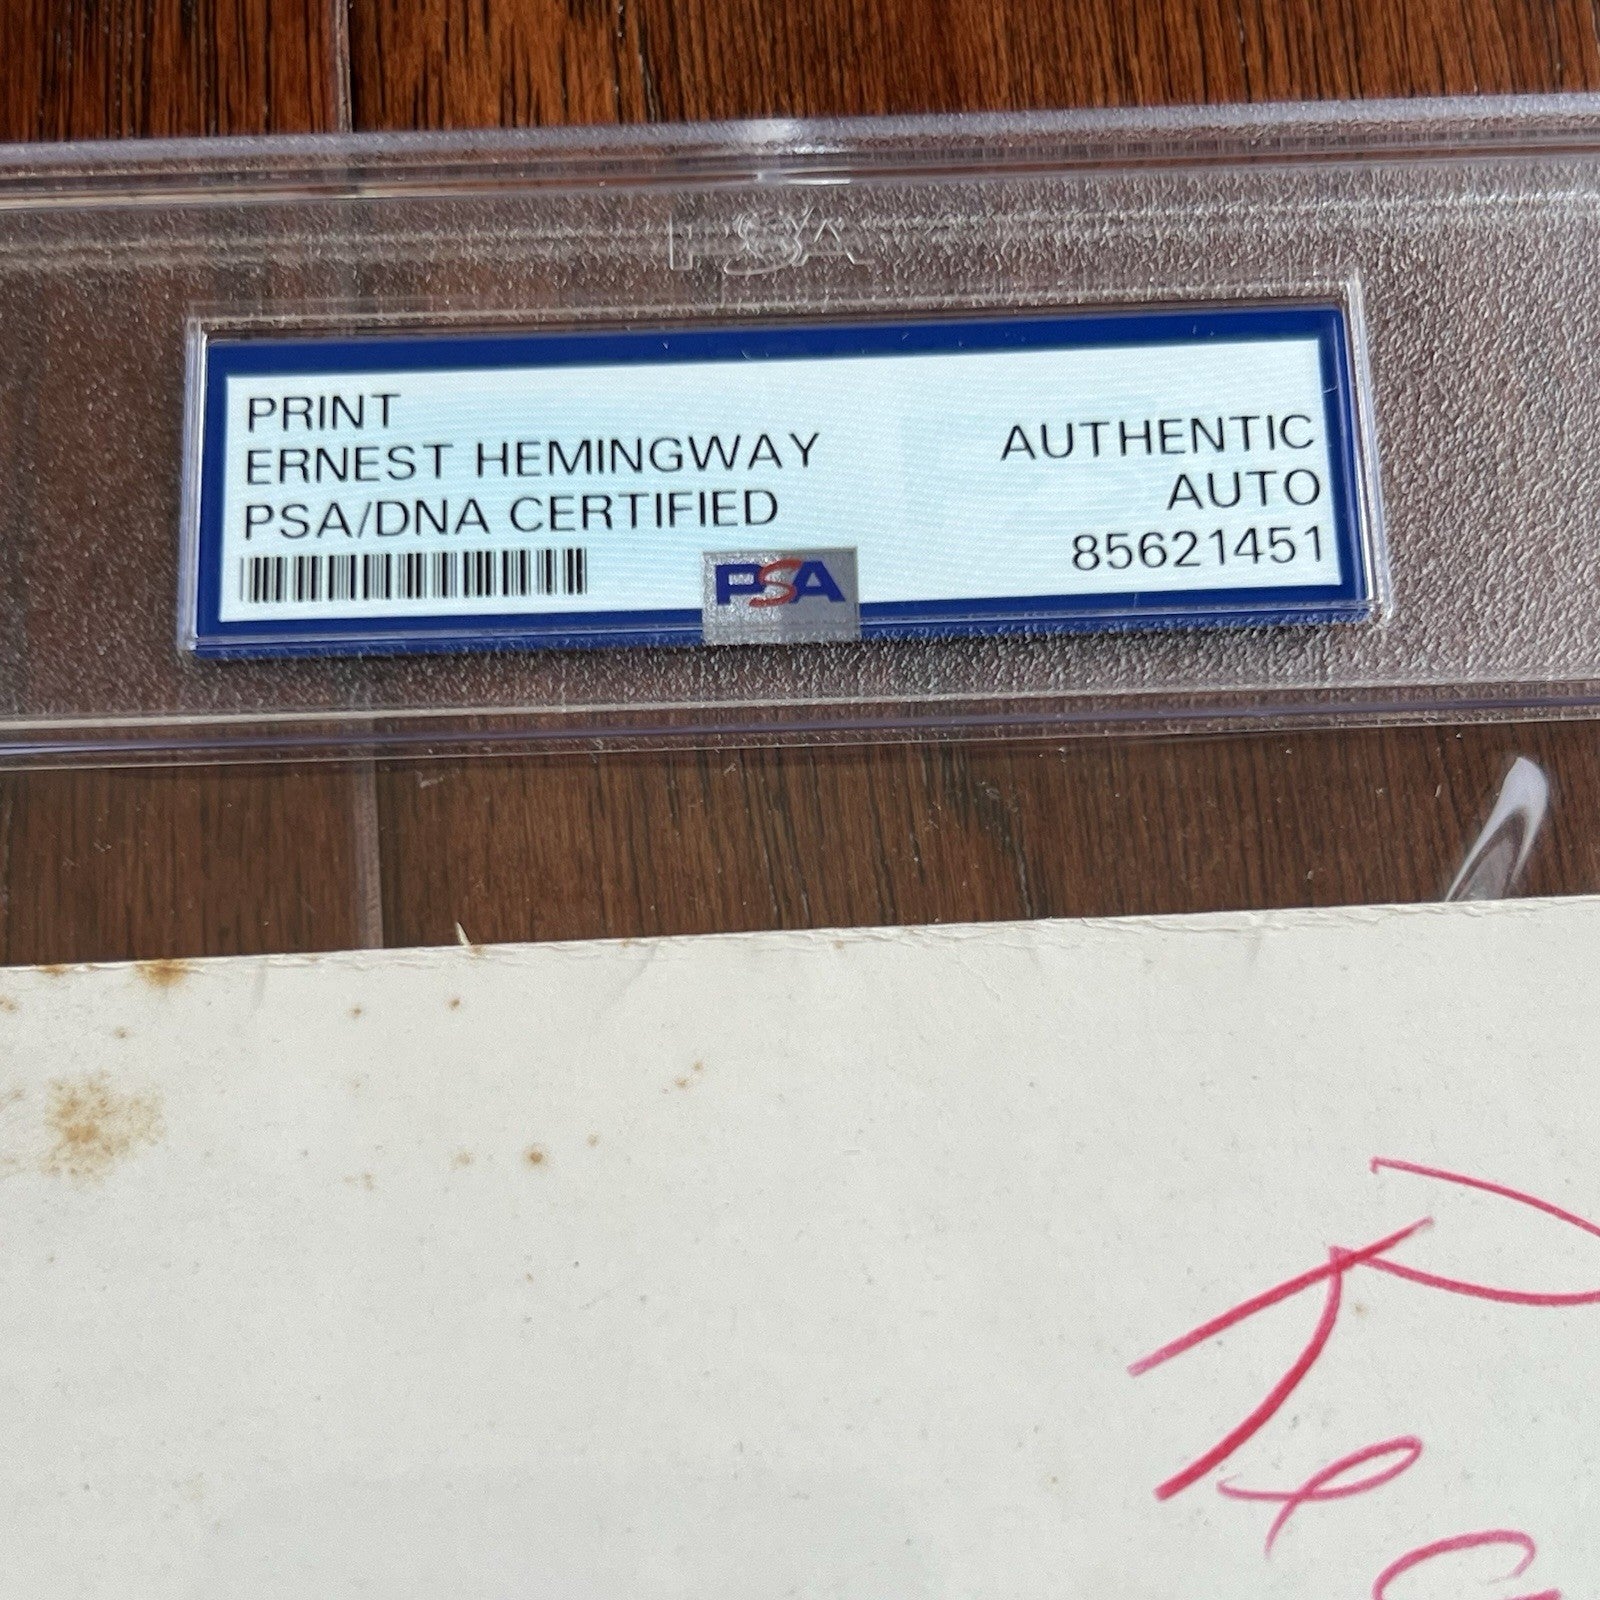 PSA
PRINT
ERNEST HEMINGWAY
PSA/DNA CERTIFIED
AUTHENTIC
AUTO
85621451
PSA